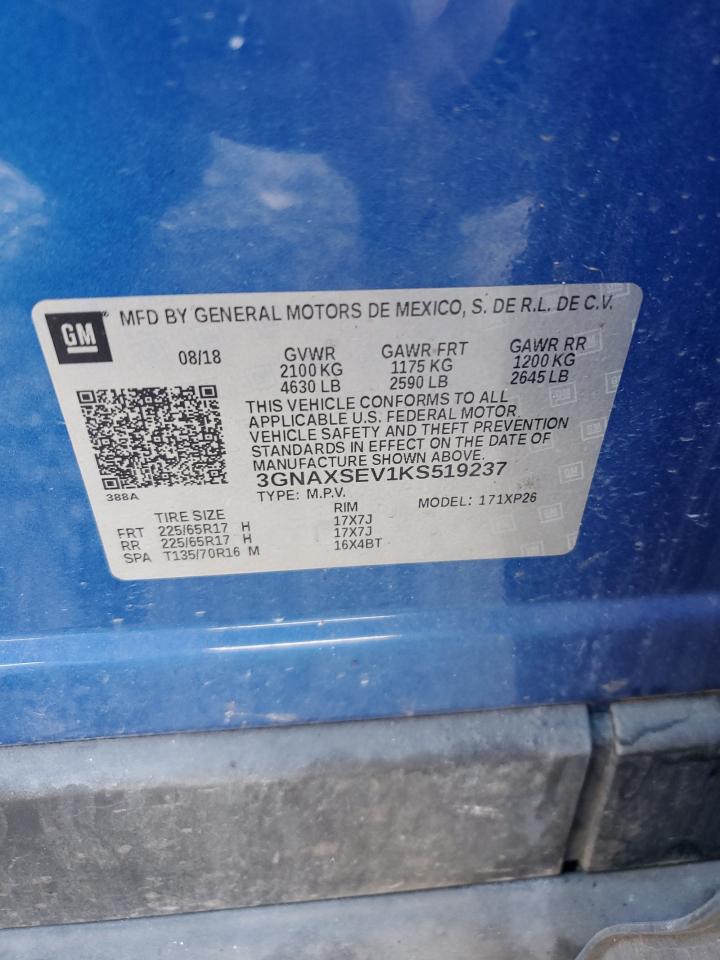 GM ® MFD BY GENERAL MOTORS DE MEXICO, S. DE R.L. DE C.V.
08/18 GVWR GAWR FRT GAWR RR
2100 KG 1175 KG 1200 KG
4630 LB 2590 LB 2645 LB
THIS VEHICLE CONFORMS TO ALL
APPLICABLE U.S. FEDERAL MOTOR
VEHICLE SAFETY AND THEFT PREVENTION
STANDARDS IN EFFECT ON THE DATE OF
MANUFACTURE SHOWN ABOVE.
388A
3GNAXSEV1KS519237
TYPE: M.P.V. MODEL: 171XP26
TIRE SIZE RIM
FRT 225/65R17 H 17X7J
RR 225/65R17 H 17X7J
SPA T135/70R16 M 16X4BT